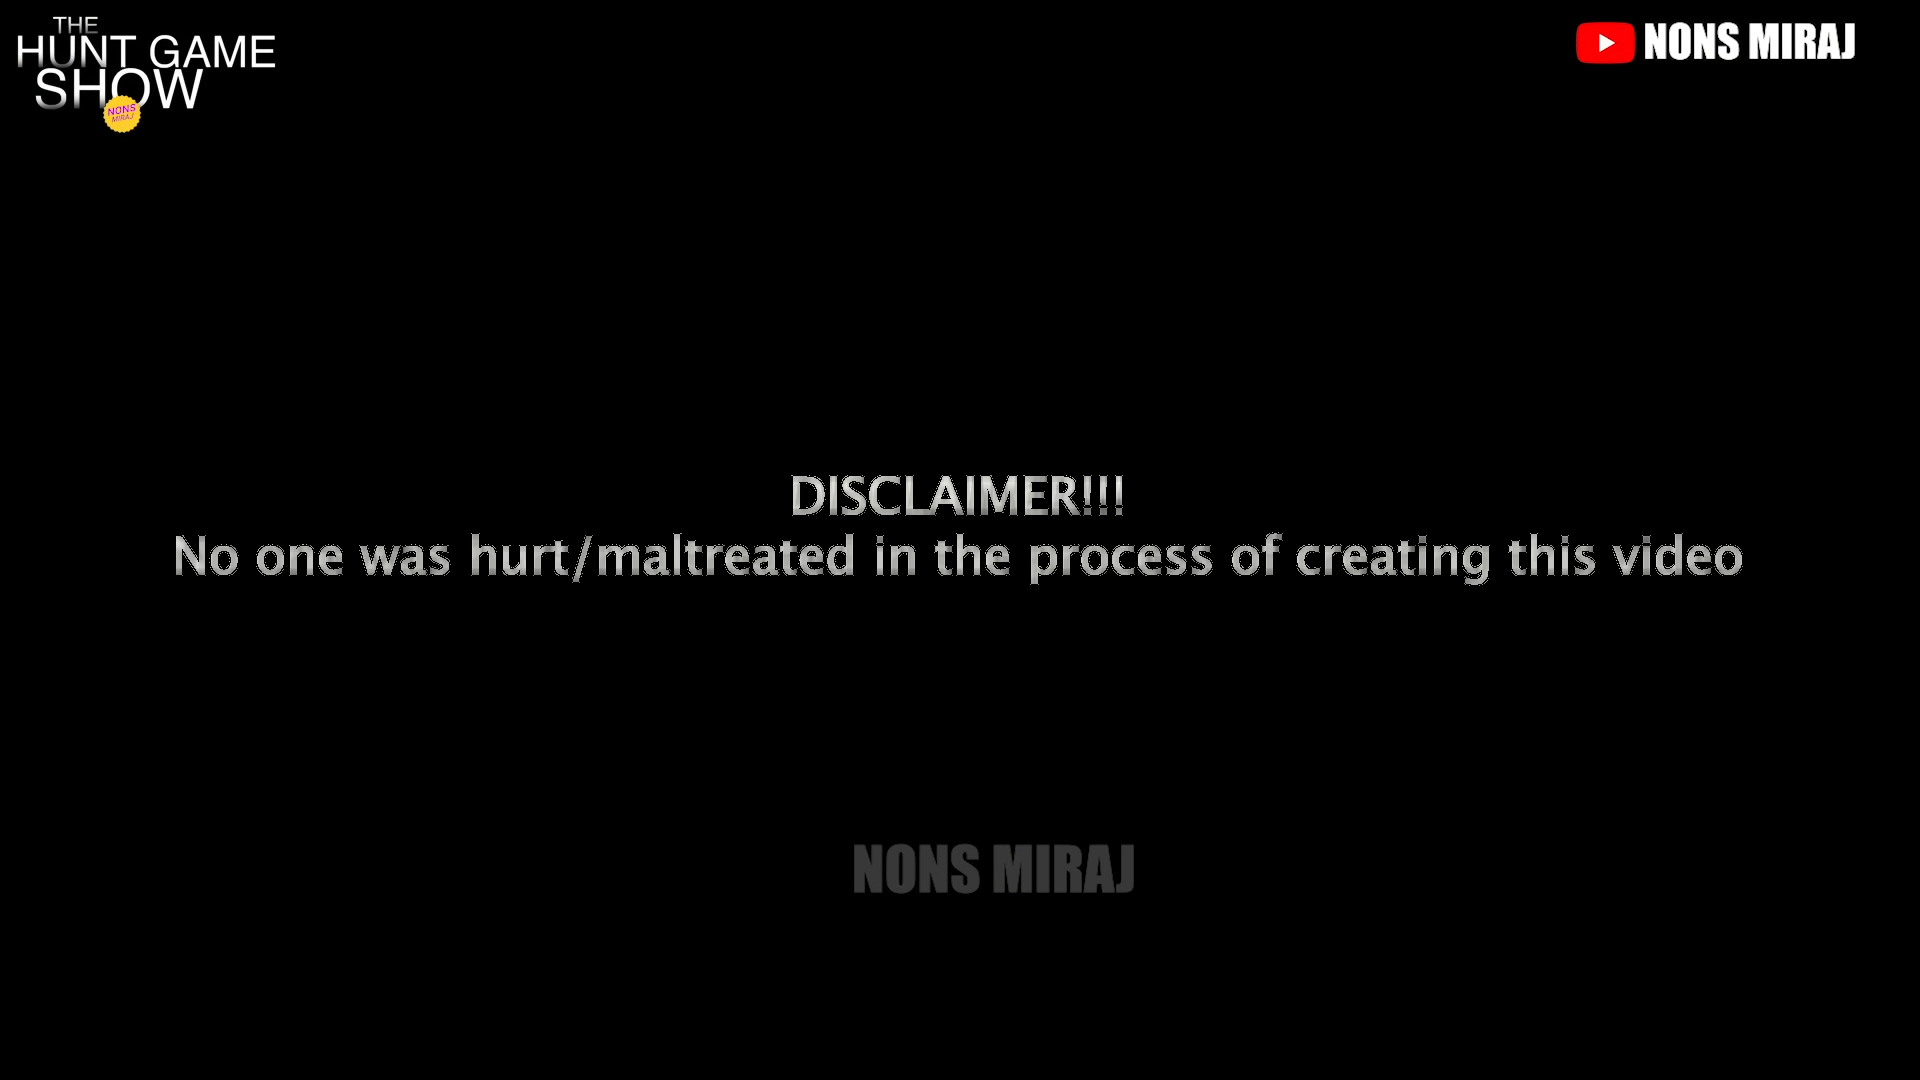 THE
HUNT GAME
SHOW
NONS
MIRAJ
NONS MIRAJ
DISCLAIMER!!!
No one was hurt/maltreated in the process of creating this video
NONS MIRAJ